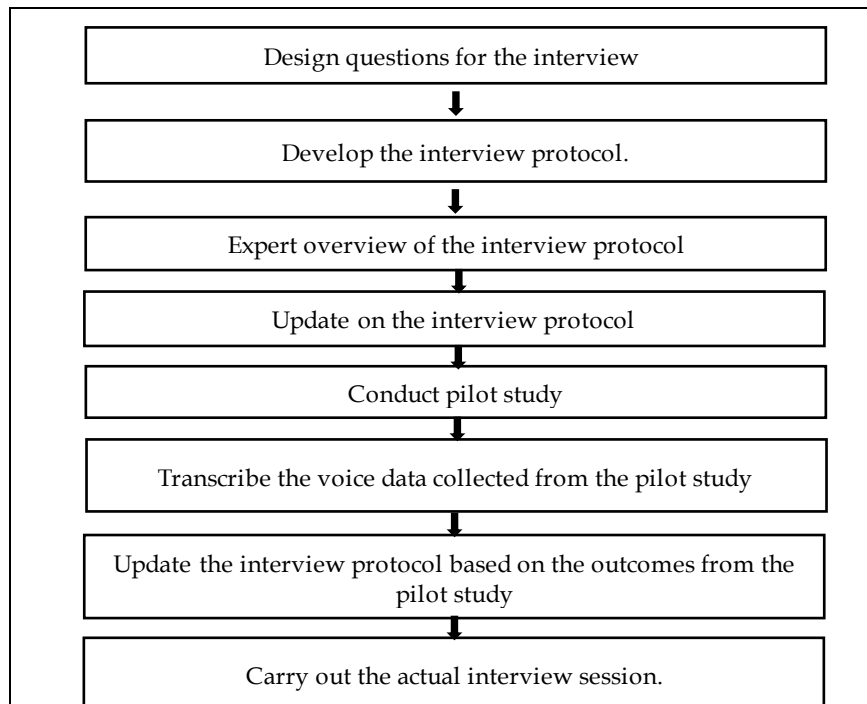 Design questions for the interview
Develop the interview protocol.
Expert overview of the interview protocol
Update on the interview protocol
Conduct pilot study
Transcribe the voice data collected from the pilot study
Update the interview protocol based on the outcomes from the
pilot study
Carry out the actual interview session.